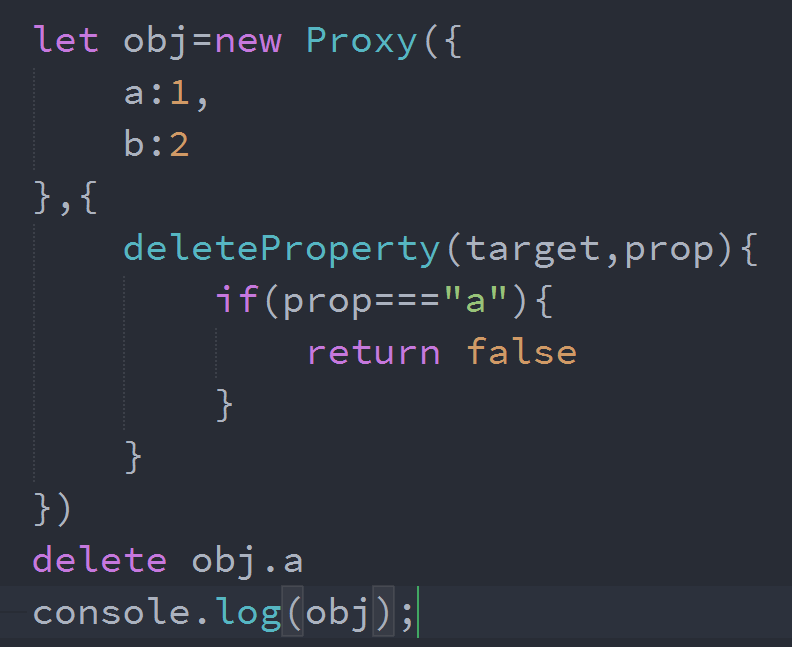 let obj=new Proxy({
    a:1,
    b:2
},{
    deleteProperty(target,prop){
        if(prop==="a"){
            return false
        }
    }
})
delete obj.a
console.log(obj);